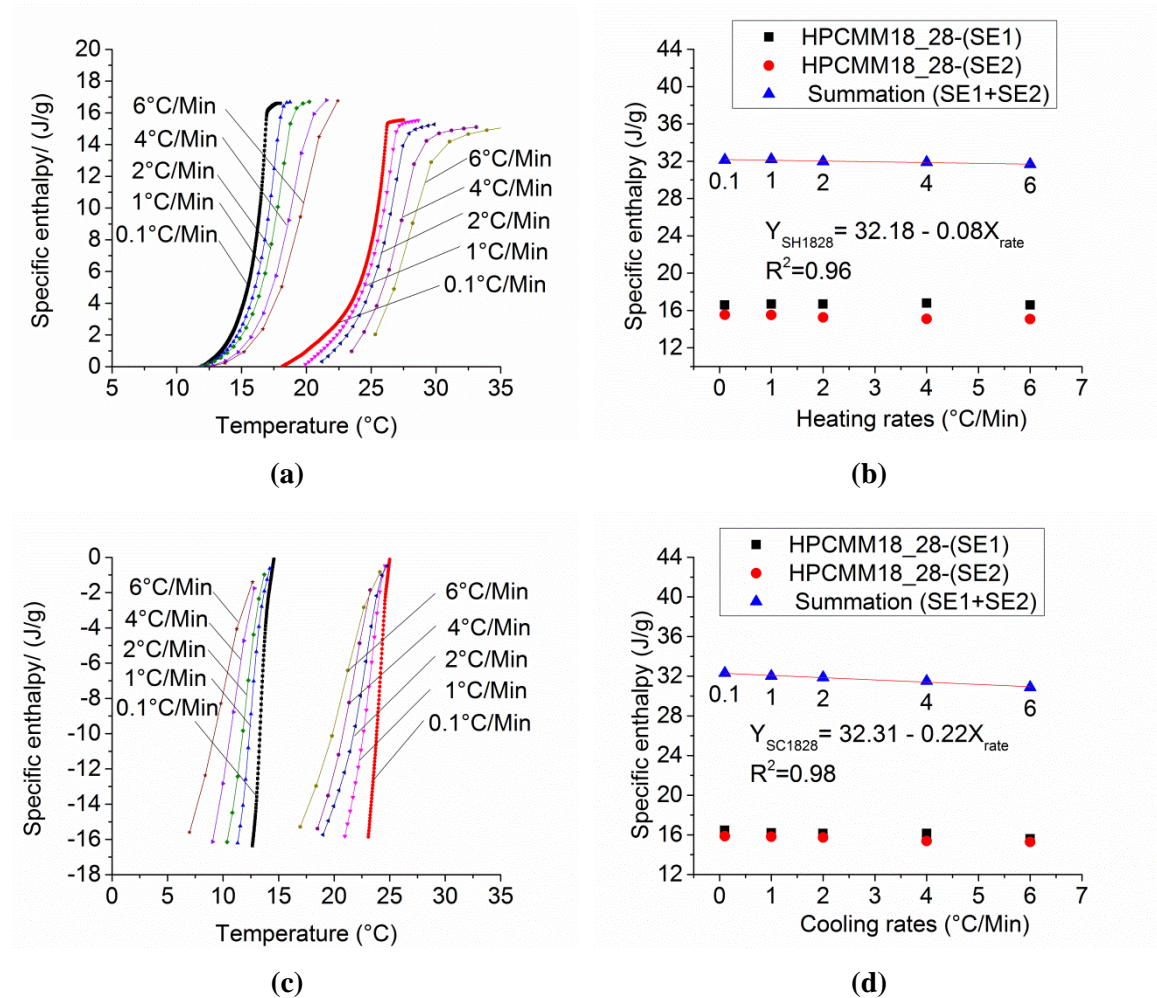 20
18
16
14
12
10
8
6
4
2
0
Specific enthalpy/ (J/g)
6°C/Min
4°C/Min
2°C/Min
1°C/Min
0.1°C/Min
6°C/Min
4°C/Min
2°C/Min
1°C/Min
0.1°C/Min
5 10 15 20 25 30 35
Temperature (°C)
(a)
HPCMM18_28-(SE1)
HPCMM18_28-(SE2)
Summation (SE1+SE2)
44
40
36
32
28
24
20
16
12
Specific enthalpy (J/g)
0.1 1 2 4 6
Y_SH1828= 32.18 - 0.08X_rate
R²=0.96
0 1 2 3 4 5 6 7
Heating rates (°C/Min)
(b)
0
-2
-4
-6
-8
-10
-12
-14
-16
-18
Specific enthalpy/ (J/g)
6°C/Min
4°C/Min
2°C/Min
1°C/Min
0.1°C/Min
6°C/Min
4°C/Min
2°C/Min
1°C/Min
0.1°C/Min
0 5 10 15 20 25 30 35
Temperature (°C)
(c)
HPCMM18_28-(SE1)
HPCMM18_28-(SE2)
Summation (SE1+SE2)
44
40
36
32
28
24
20
16
12
Specific enthalpy (J/g)
0.1 1 2 4 6
Y_SC1828= 32.31 - 0.22X_rate
R²=0.98
0 1 2 3 4 5 6 7
Cooling rates (°C/Min)
(d)